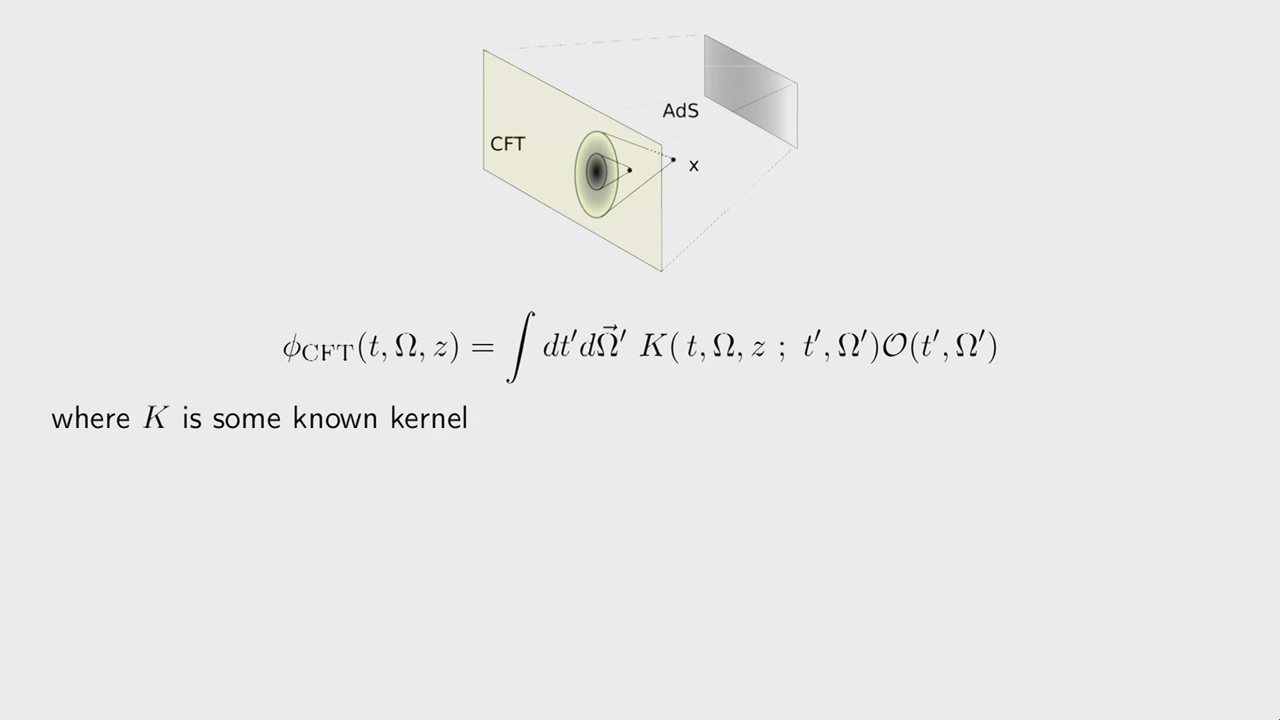 AdS
CFT
x
ϕ_CFT(t, Ω, z) = ∫ dt′dΩ⃗′ K( t, Ω, z ; t′, Ω′)𝒪(t′, Ω′)
where K is some known kernel